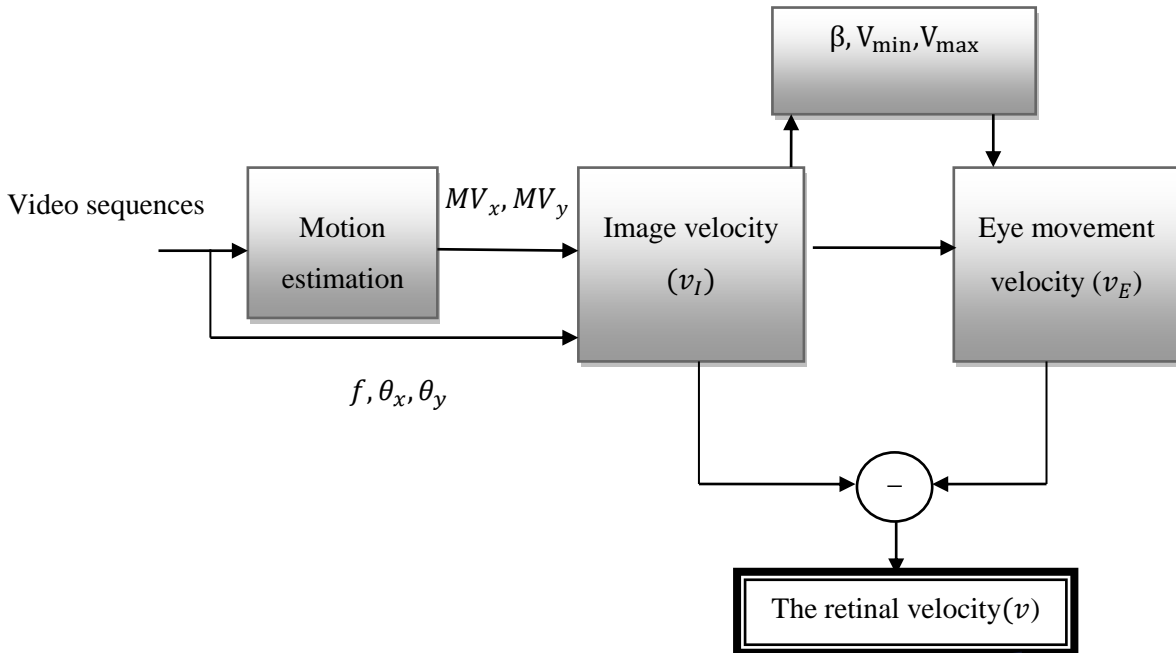 β, V_min, V_max
Video sequences
Motion
estimation
MV_x, MV_y
Image velocity
(v_I)
Eye movement
velocity (v_E)
f, θ_x, θ_y
−
The retinal velocity(v)